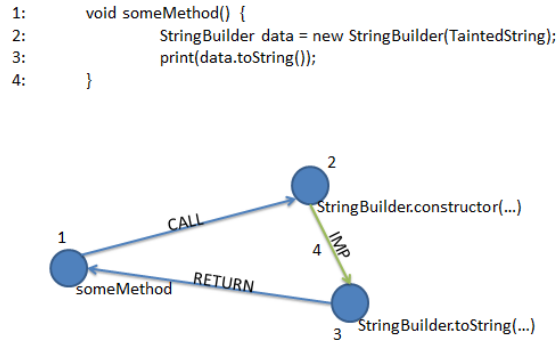 1: void someMethod() {
2: StringBuilder data = new StringBuilder(TaintedString);
3: print(data.toString());
4: }
2
StringBuilder.constructor(...)
CALL
IMP
4
1
someMethod
RETURN
StringBuilder.toString(...)
3